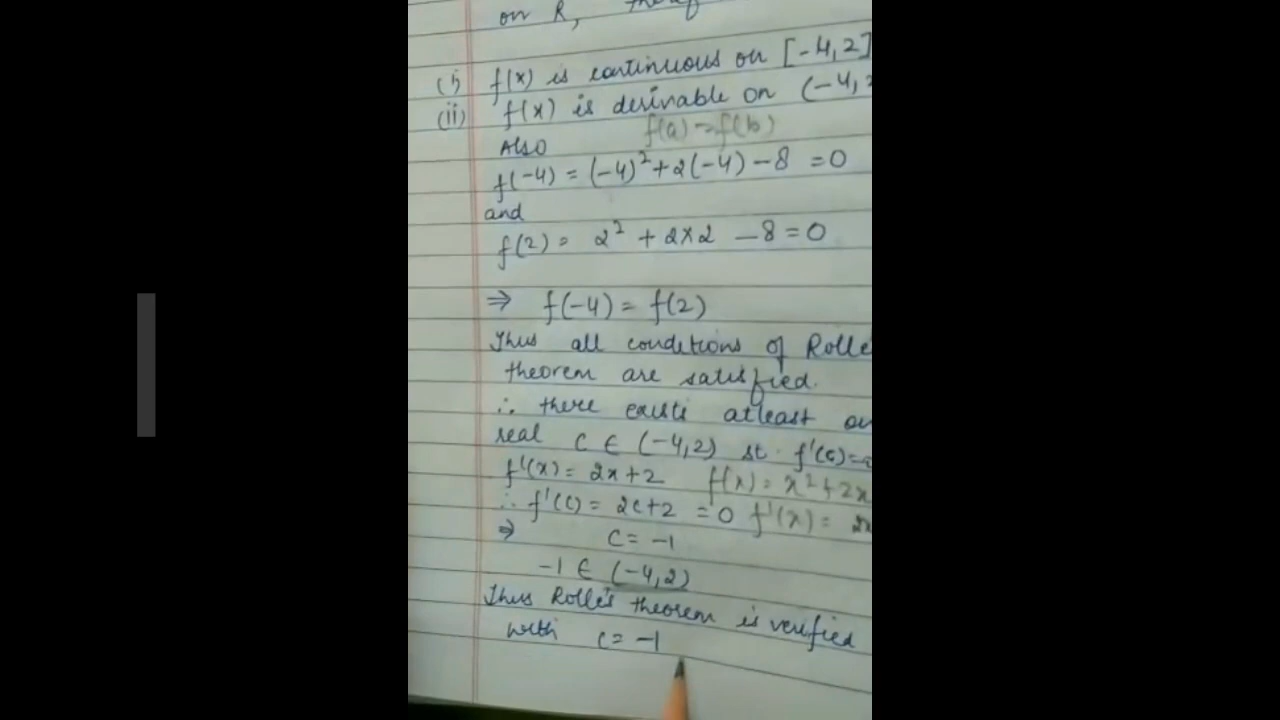 on R,
(i) f(x) is continuous on [-4,2]
(ii) f(x) is derivable on (-4,
f(a) = f(b)
Also
f(-4) = (-4)² + 2(-4) - 8 = 0
and
f(2) = 2² + 2x2 - 8 = 0
⇒ f(-4) = f(2)
Thus all conditions of Rolle
theorem are satisfied.
∴ there exists atleast
real C ∈ (-4,2) st. f'(c)=
f'(x) = 2x+2 f(x) = x²+2x
∴ f'(c) = 2c+2 = 0 f'(x) = 2x
⇒ c = -1
-1 ∈ (-4,2)
Thus Rolle's theorem is verified
with c = -1